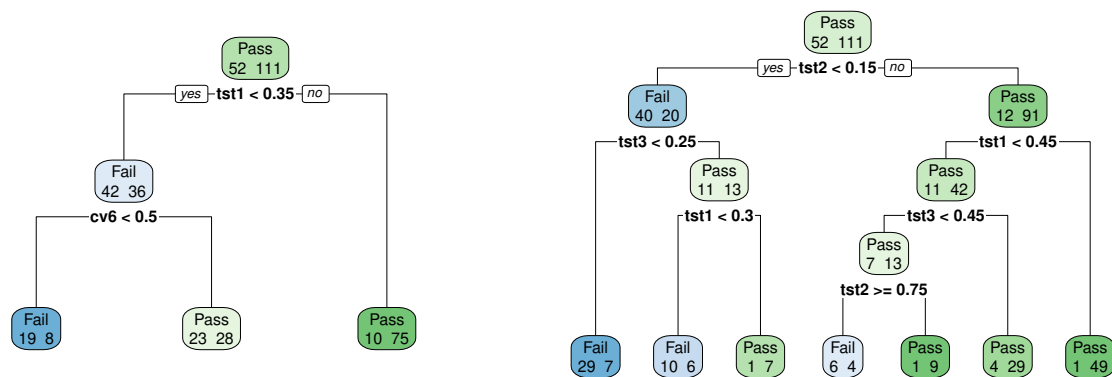 Pass
52 111
yes tst1 < 0.35 no
Fail
42 36
cv6 < 0.5
Fail
19 8
Pass
23 28
Pass
10 75
Pass
52 111
yes tst2 < 0.15 no
Fail
40 20
Pass
12 91
tst3 < 0.25
tst1 < 0.45
Pass
11 13
Pass
11 42
tst1 < 0.3
tst3 < 0.45
Pass
7 13
tst2 >= 0.75
Fail
29 7
Fail
10 6
Pass
1 7
Fail
6 4
Pass
1 9
Pass
4 29
Pass
1 49